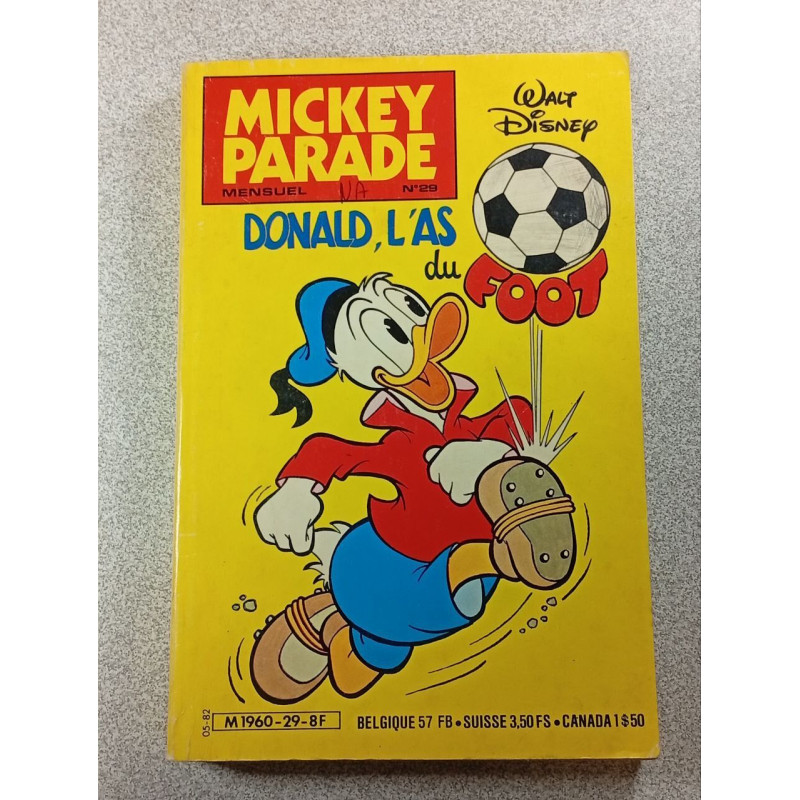 MICKEY
PARADE
MENSUEL NA N°29
WALT
DISNEY
DONALD, L'AS
du
FOOT
05-82
M 1960-29-8F
BELGIQUE 57 FB • SUISSE 3,50 FS • CANADA 1 $ 50